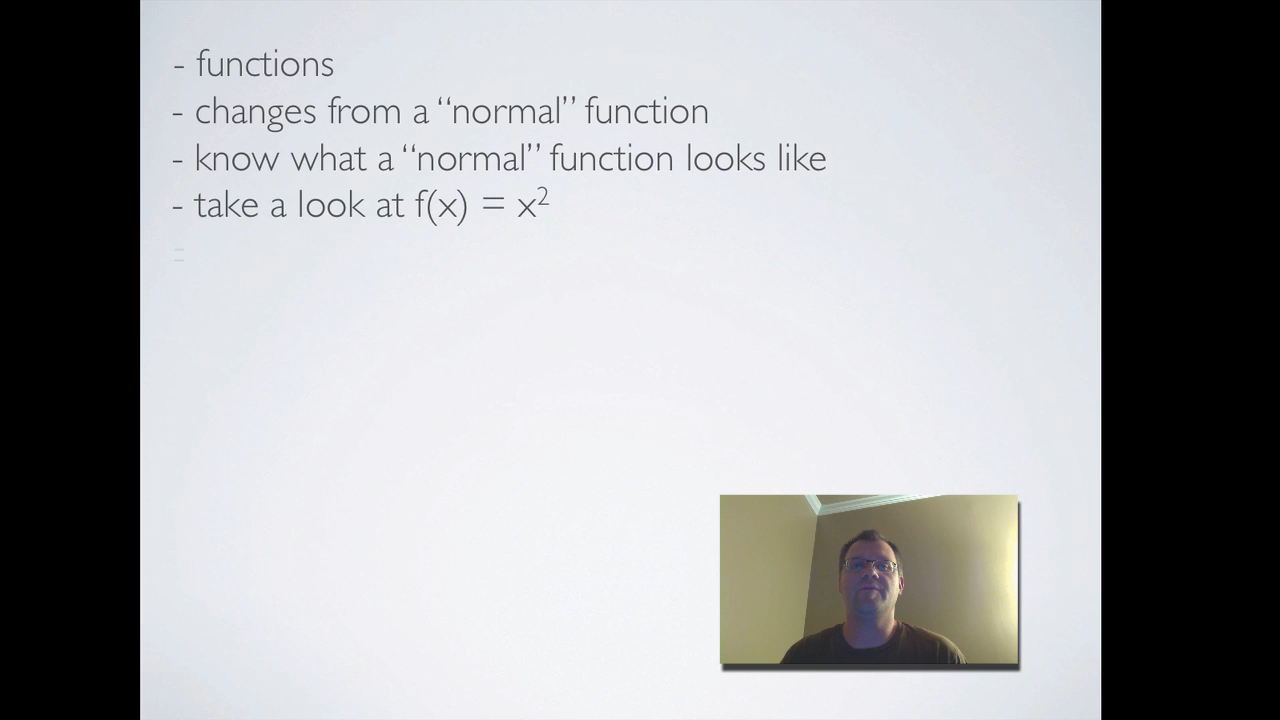 - functions
- changes from a “normal” function
- know what a “normal” function looks like
- take a look at f(x) = x²